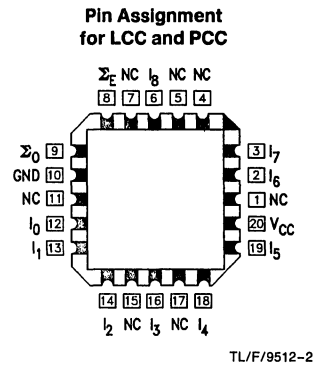 Pin Assignment
for LCC and PCC
ΣE NC I8 NC NC
8 7 6 5 4
ΣO 9 3 I7
GND 10 2 I6
NC 11 1 NC
I0 12 20 VCC
I1 13 19 I5
14 15 16 17 18
I2 NC I3 NC I4
TL/F/9512-2